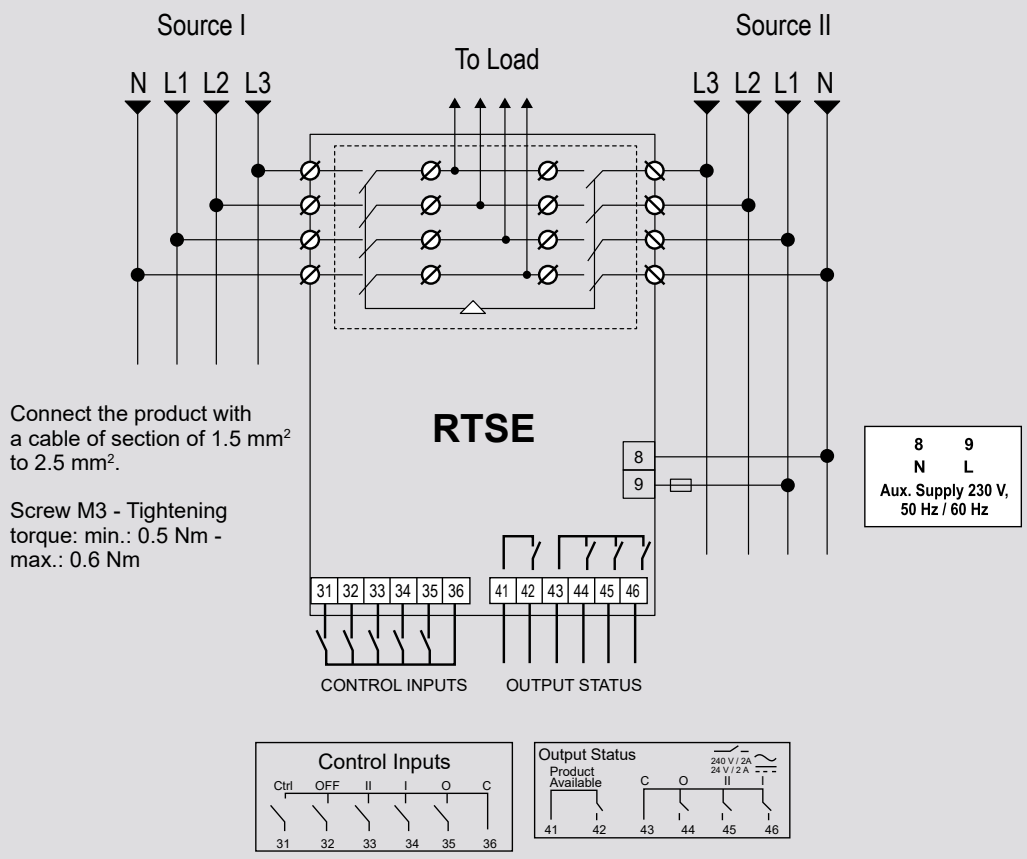 Source I
Source II
To Load
N L1 L2 L3
L3 L2 L1 N
Connect the product with
a cable of section of 1.5 mm²
to 2.5 mm².
Screw M3 - Tightening
torque: min.: 0.5 Nm -
max.: 0.6 Nm
RTSE
8
9
8 9
N L
Aux. Supply 230 V,
50 Hz / 60 Hz
31 32 33 34 35 36
41 42 43 44 45 46
CONTROL INPUTS
OUTPUT STATUS
Control Inputs
Ctrl OFF II I O C
31 32 33 34 35 36
Output Status
240 V / 2A
24 V / 2 A
Product
Available
C O II I
41 42 43 44 45 46